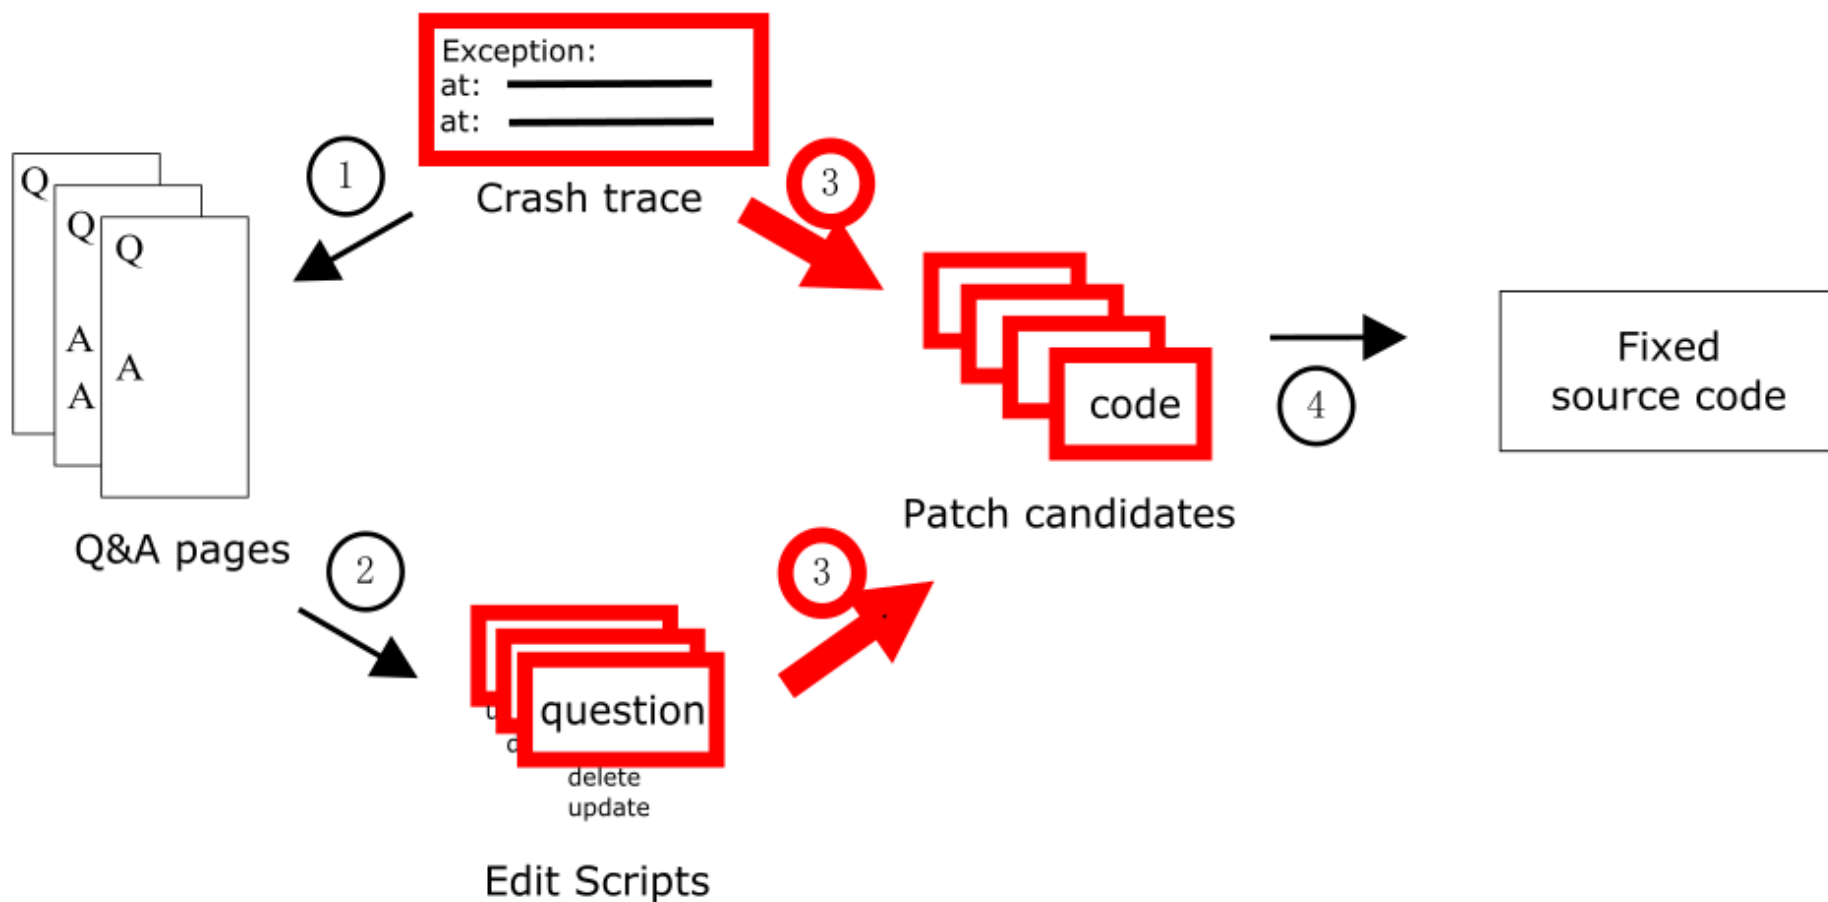 Exception:
at:
at:
Crash trace
1
3
Q
Q
Q
A
A
A
Q&A pages
2
code
Patch candidates
4
Fixed
source code
3
question
delete
update
Edit Scripts